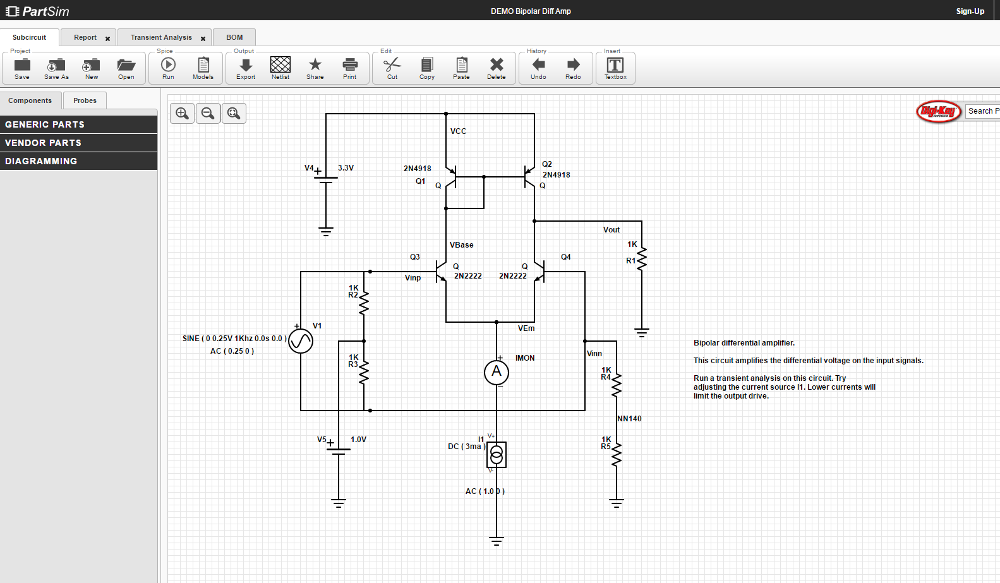 PartSim
DEMO Bipolar Diff Amp
Sign-Up
Subcircuit
Report
Transient Analysis
BOM
Project
Spice
Output
Edit
History
Insert
Save
Save As
New
Open
Run
Models
Export
Netlist
Share
Print
Cut
Copy
Paste
Delete
Undo
Redo
T
Textbox
Components
Probes
GENERIC PARTS
VENDOR PARTS
DIAGRAMMING
Digi-Key
CORPORATION
Search P
VCC
V4
+
3.3V
2N4918
Q1
Q
Q2
2N4918
Q
Vout
1K
R1
VBase
Q3
Q
2N2222
Vinp
Q4
Q
2N2222
1K
R2
+
V1
SINE ( 0 0.25V 1Khz 0.0s 0.0 )
AC ( 0.25 0 )
1K
R3
VEm
+
IMON
A
Vinn
1K
R4
NN140
1K
R5
V5
+
1.0V
V+
I1
DC ( 3ma )
V-
AC ( 1.0 0 )
Bipolar differential amplifier.
This circuit amplifies the differential voltage on the input signals.
Run a transient analysis on this circuit. Try
adjusting the current source I1. Lower currents will
limit the output drive.